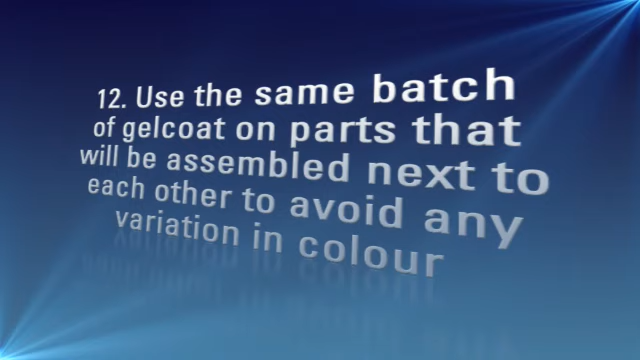 12. Use the same batch
of gelcoat on parts that
will be assembled next to
each other to avoid any
variation in colour